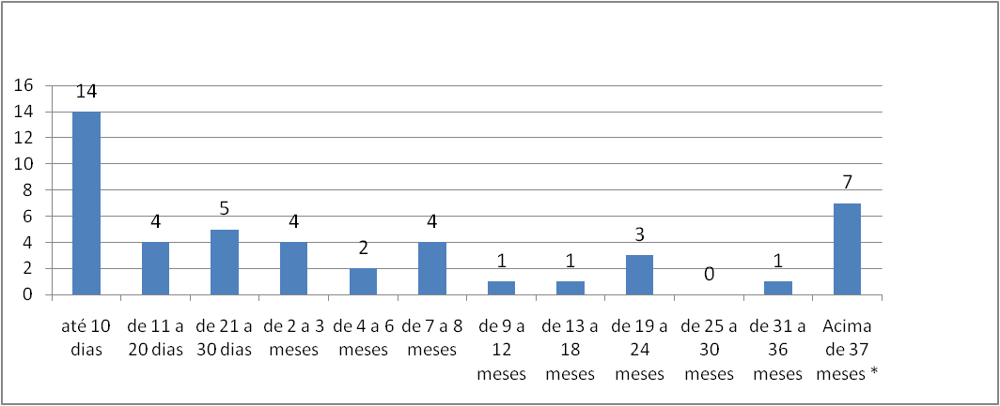 16
14
12
10
8
6
4
2
0
14
4
5
4
2
4
1
1
3
0
1
7
até 10
dias
de 11 a
20 dias
de 21 a
30 dias
de 2 a 3
meses
de 4 a 6
meses
de 7 a 8
meses
de 9 a
12
meses
de 13 a
18
meses
de 19 a
24
meses
de 25 a
30
meses
de 31 a
36
meses
Acima
de 37
meses *